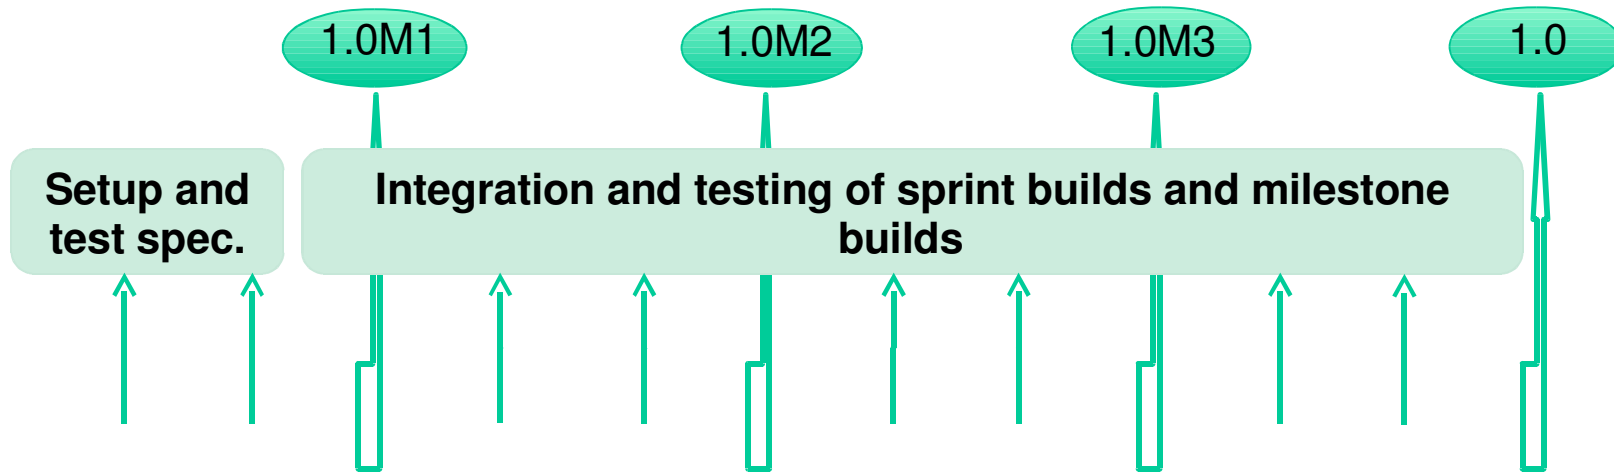 1.0M1
1.0M2
1.0M3
1.0
Setup and
test spec.
Integration and testing of sprint builds and milestone
builds